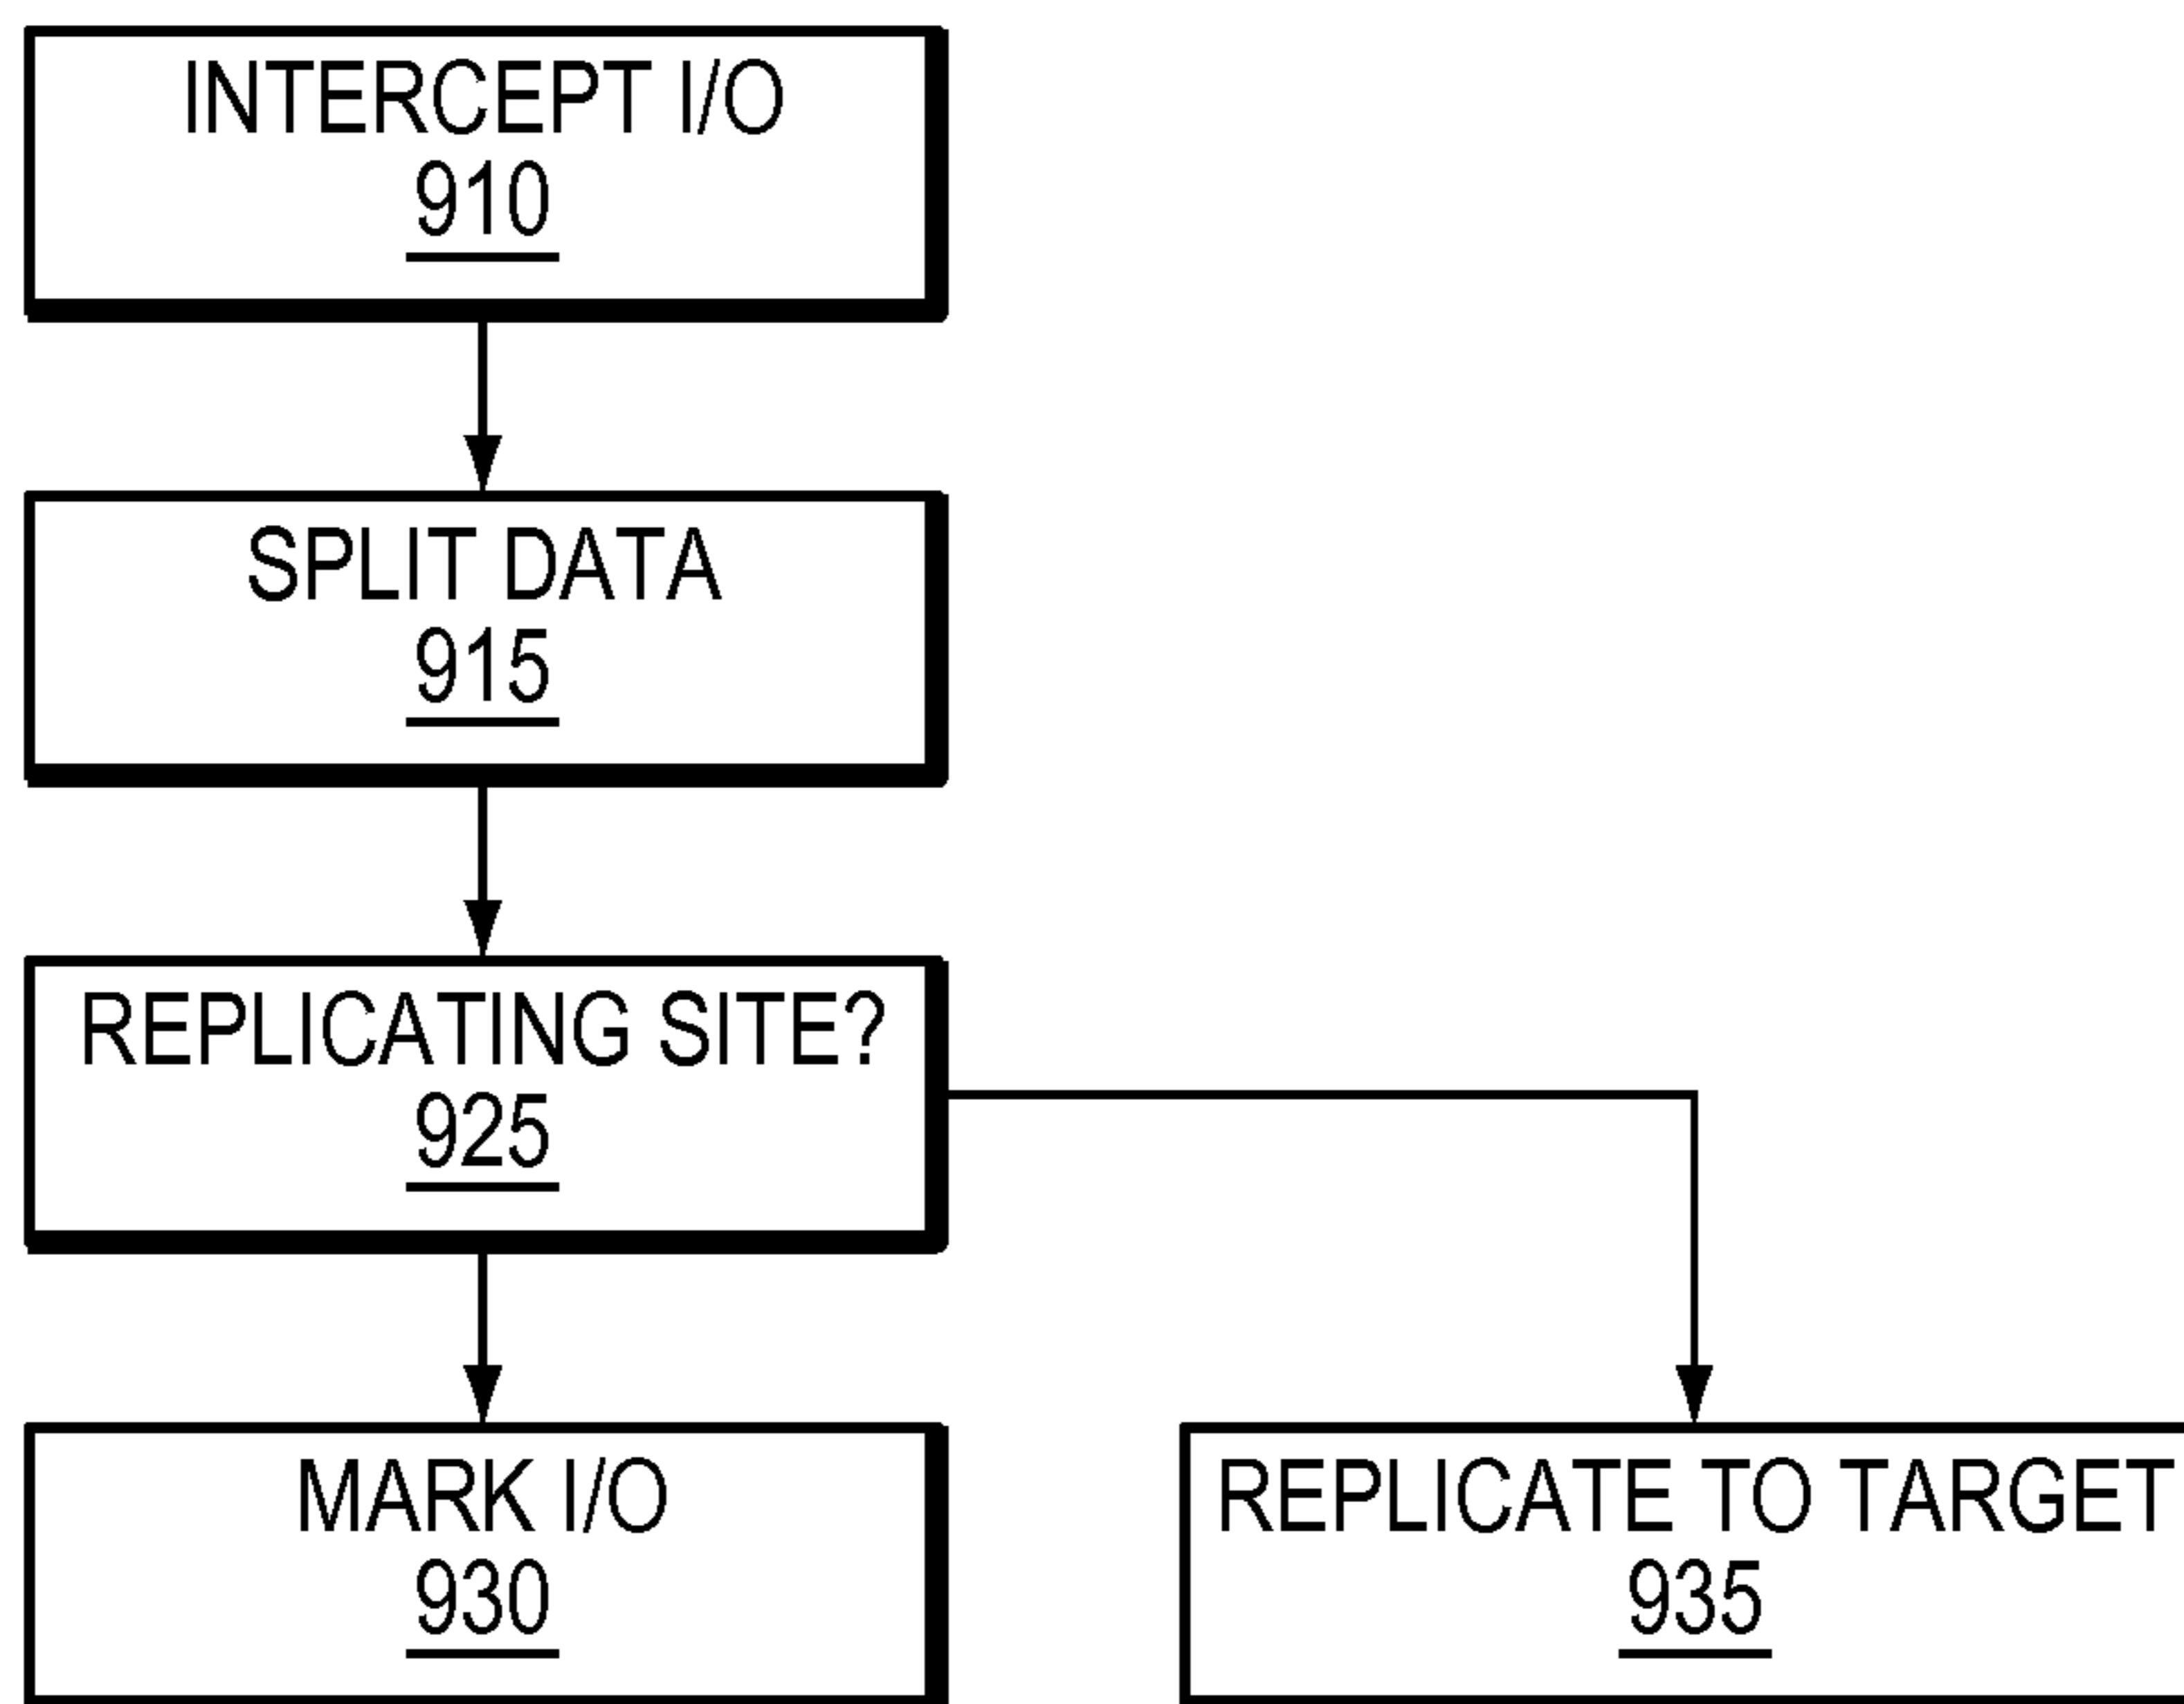 INTERCEPT I/O
910
SPLIT DATA
915
REPLICATING SITE?
925
MARK I/O
930
REPLICATE TO TARGET
935